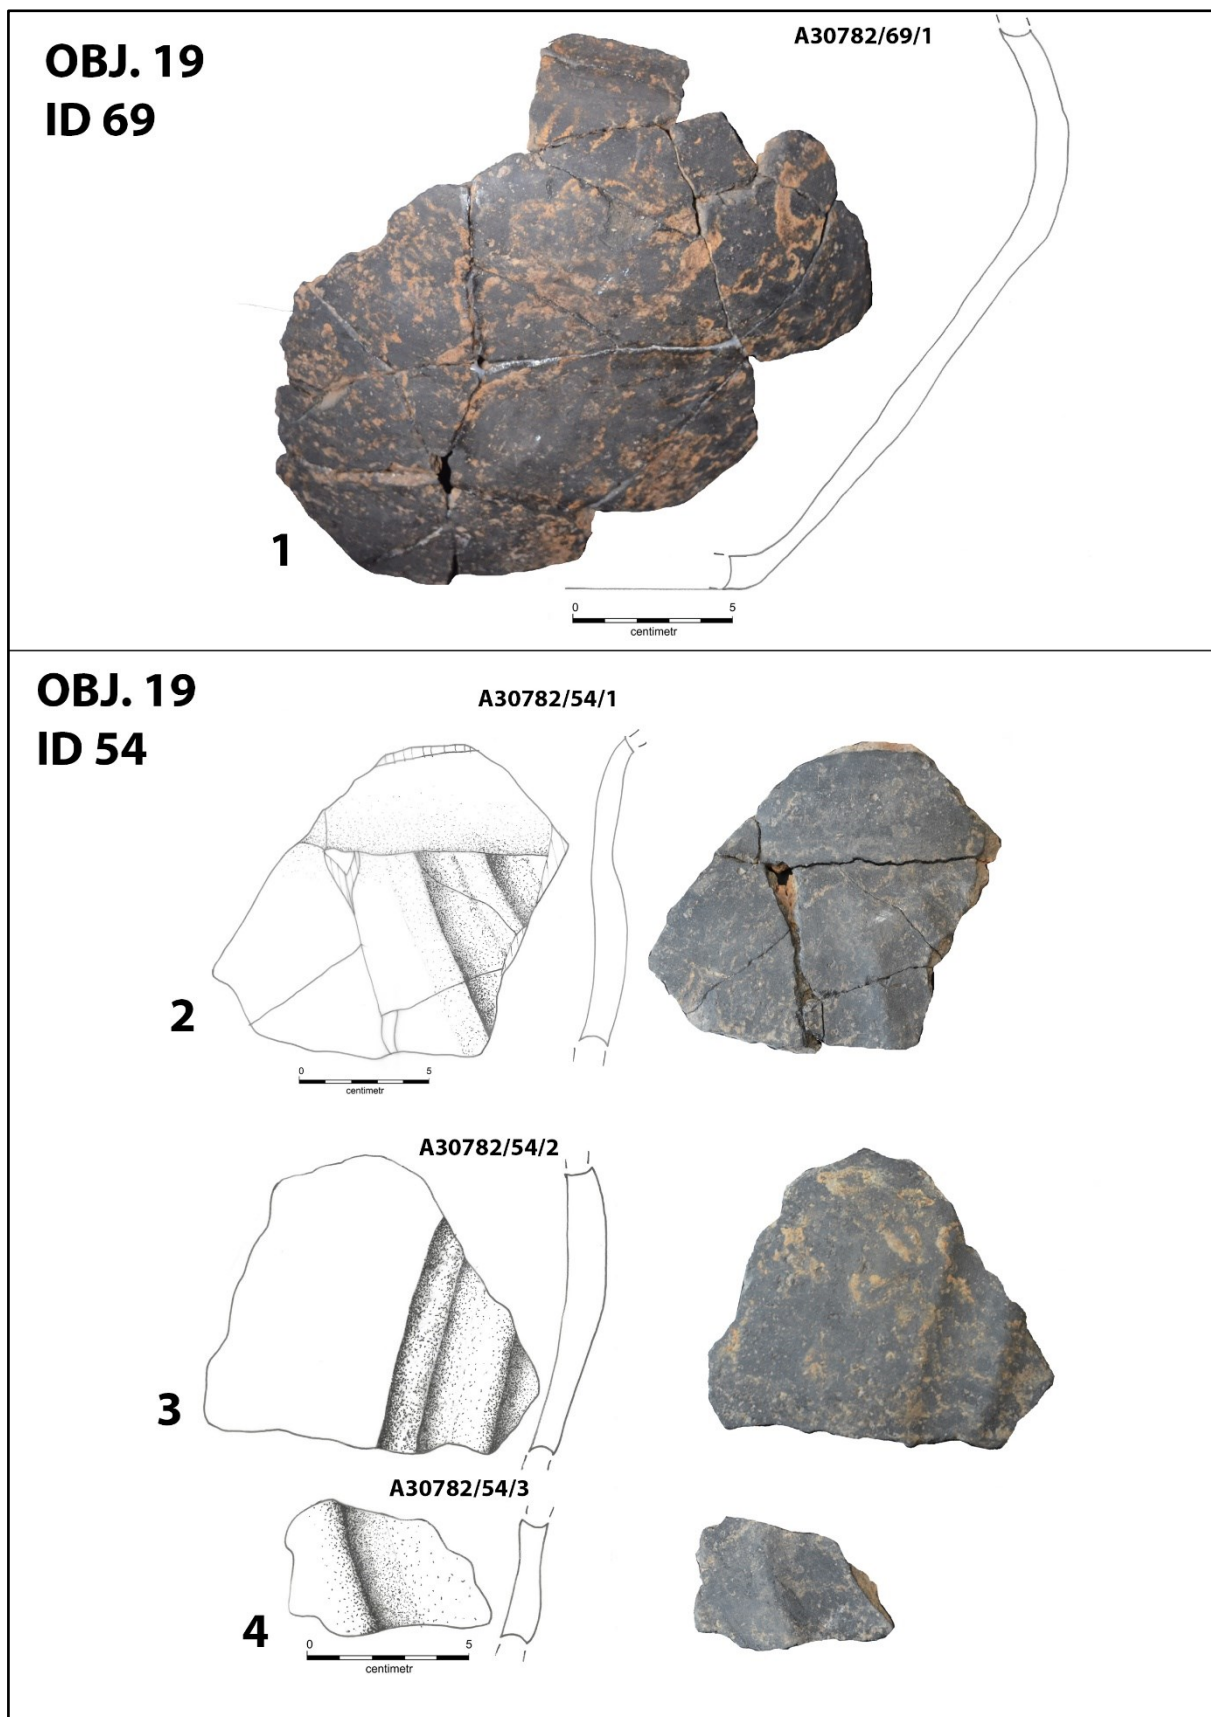 OBJ. 19
ID 69
A30782/69/1
1
0 5
centimetr
OBJ. 19
ID 54
A30782/54/1
2
0 5
centimetr
A30782/54/2
3
A30782/54/3
4
0 5
centimetr